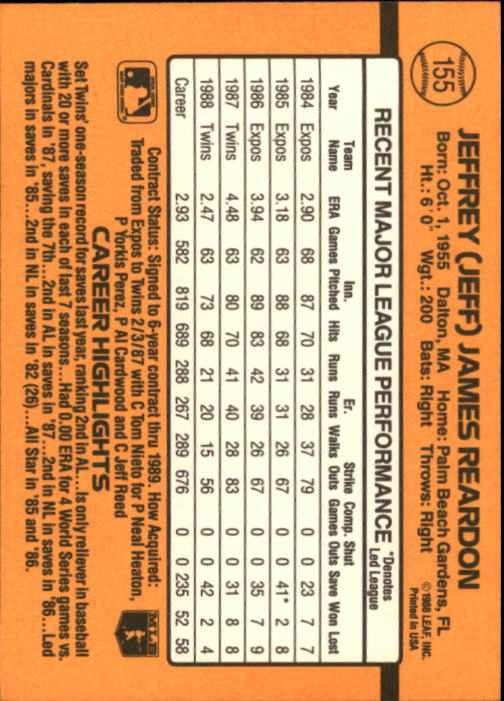 155
JEFFREY (JEFF) JAMES REARDON
Born: Oct. 1, 1955 Dalton, MA Home: Palm Beach Gardens, FL
Ht.: 6' 0" Wgt.: 200 Bats: Right Throws: Right
©1988 LEAF, INC.
Printed in USA
RECENT MAJOR LEAGUE PERFORMANCE *Denotes Led League
Year Team Name ERA Games Inn. Pitched Hits Runs Er. Runs Walks Strike Outs Comp. Games Shut Outs Save Won Lost
1984 Expos 2.90 68 87 70 31 28 37 79 0 0 23 7 7
1985 Expos 3.18 63 88 68 31 31 26 67 0 0 41* 2 8
1986 Expos 3.94 62 89 83 42 39 26 67 0 0 35 7 9
1987 Twins 4.48 63 80 70 41 40 28 83 0 0 31 8 8
1988 Twins 2.47 63 73 68 21 20 15 56 0 0 42 2 4
Career 2.93 582 819 689 288 267 289 676 0 0 235 52 58
Contract Status: Signed to 6-year contract thru 1989. How Acquired:
Traded from Expos to Twins 2/3/87 with C Tom Nieto for P Neal Heaton,
P Yorkis Perez, P Al Cardwood and C Jeff Reed
MLB
CAREER HIGHLIGHTS
Set Twins' one-season record for saves last year, ranking 2nd in AL...Is only reliever in baseball
with 20 or more saves in each of last 7 seasons...Had 0.00 ERA for 4 World Series games vs.
Cardinals in '87, saving the 7th...2nd in AL in saves in '87...2nd in NL in saves in '86...Led
majors in saves in '85...2nd in NL in saves in '82 (26)...All Star in '85 and '86.